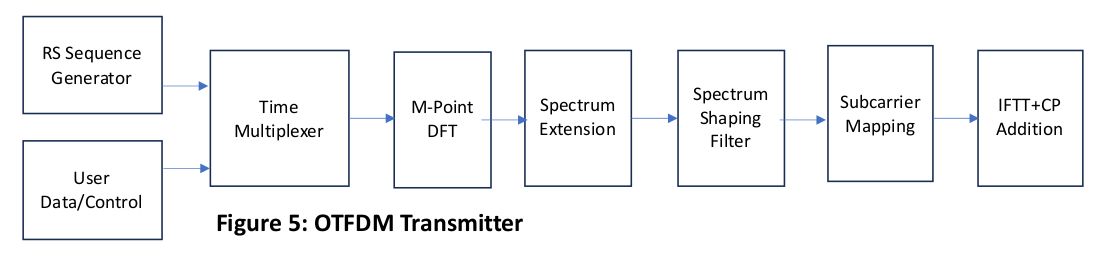 RS Sequence
Generator
User
Data/Control
Time
Multiplexer
M-Point
DFT
Spectrum
Extension
Spectrum
Shaping
Filter
Subcarrier
Mapping
IFTT+CP
Addition
Figure 5: OTFDM Transmitter